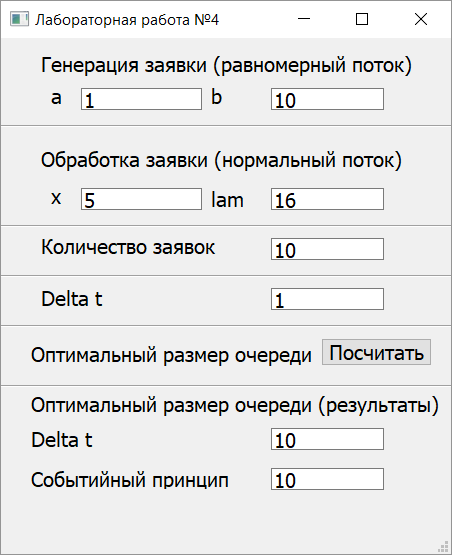 Лабораторная работа №4
Генерация заявки (равномерный поток)
a 1 b 10
Обработка заявки (нормальный поток)
x 5 lam 16
Количество заявок 10
Delta t 1
Оптимальный размер очереди Посчитать
Оптимальный размер очереди (результаты)
Delta t 10
Событийный принцип 10